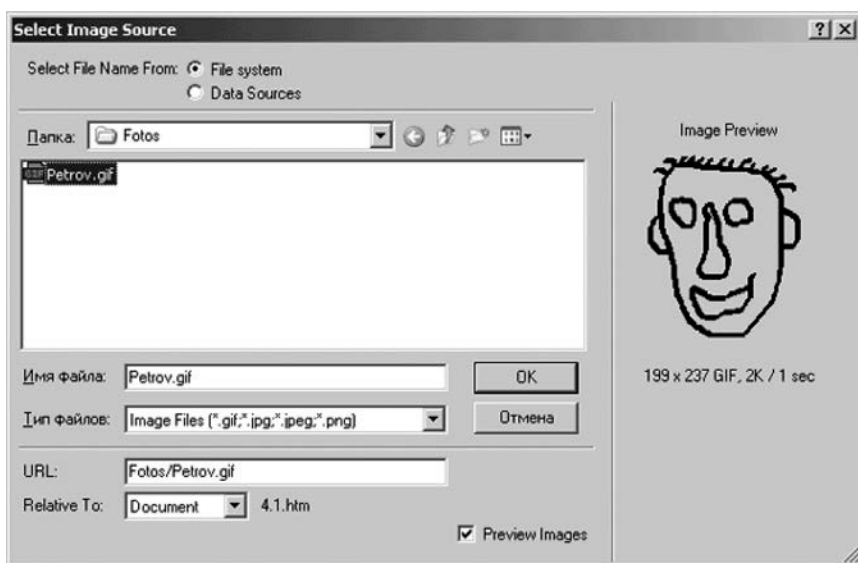 Select Image Source
Select File Name From: File system
Data Sources
Папка: Fotos
Image Preview
GIF Petrov.gif
Имя файла: Petrov.gif OK
199 x 237 GIF, 2K / 1 sec
Тип файлов: Image Files (*.gif;*.jpg;*.jpeg;*.png) Отмена
URL: Fotos/Petrov.gif
Relative To: Document 4.1.htm
Preview Images